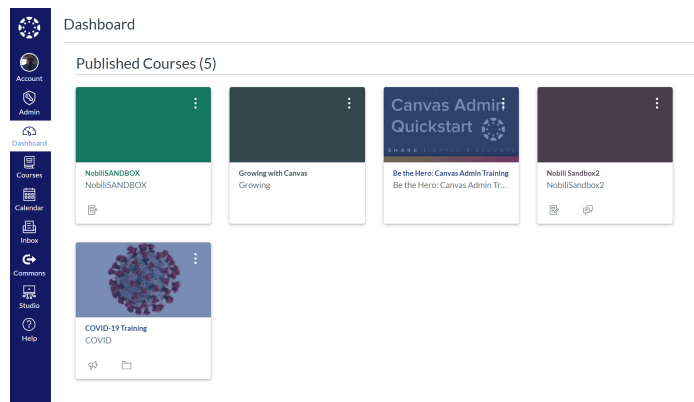 Dashboard
Published Courses (5)
Account
Admin
Dashboard
Courses
Calendar
Inbox
Commons
Studio
Help
NobiliSANDBOX
NobiliSANDBOX
Growing with Canvas
Growing
Canvas Admin
Quickstart
SHARE
Be the Hero: Canvas Admin Training
Be the Hero: Canvas Admin Tr...
Nobili Sandbox2
NobiliSandbox2
COVID-19 Training
COVID